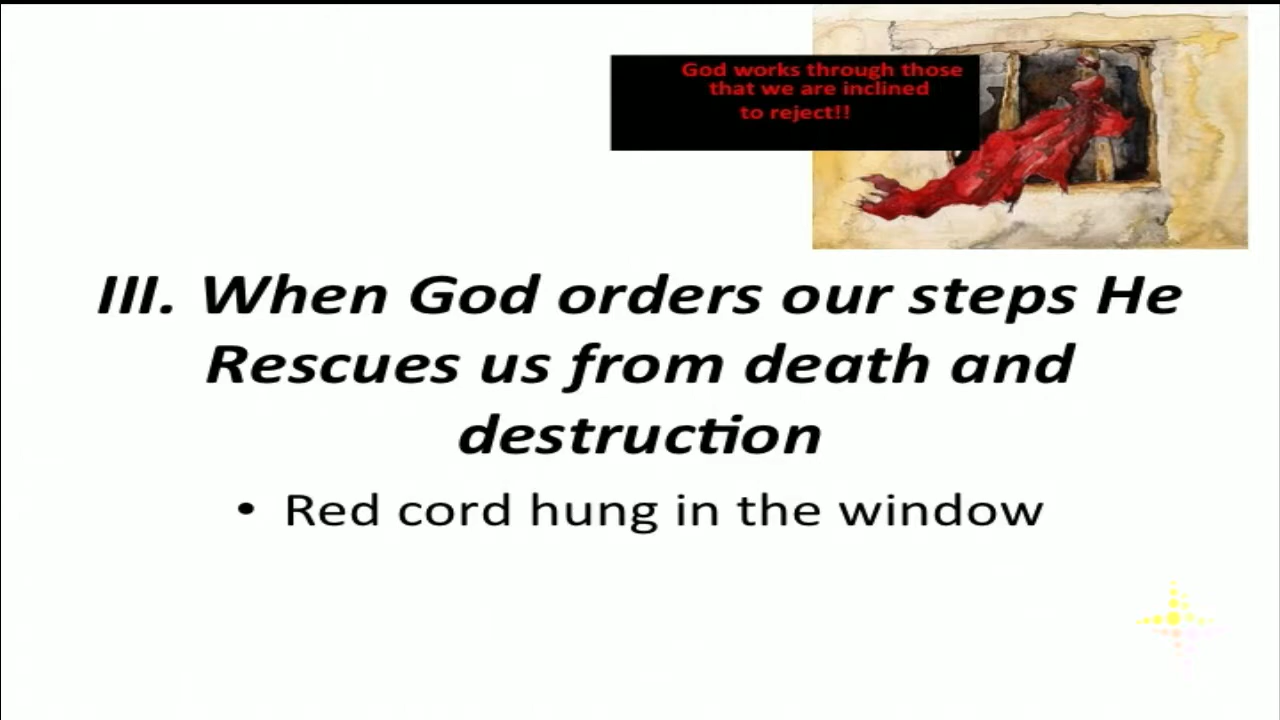 God works through those
that we are inclined
to reject!!
III. When God orders our steps He
Rescues us from death and
destruction
• Red cord hung in the window